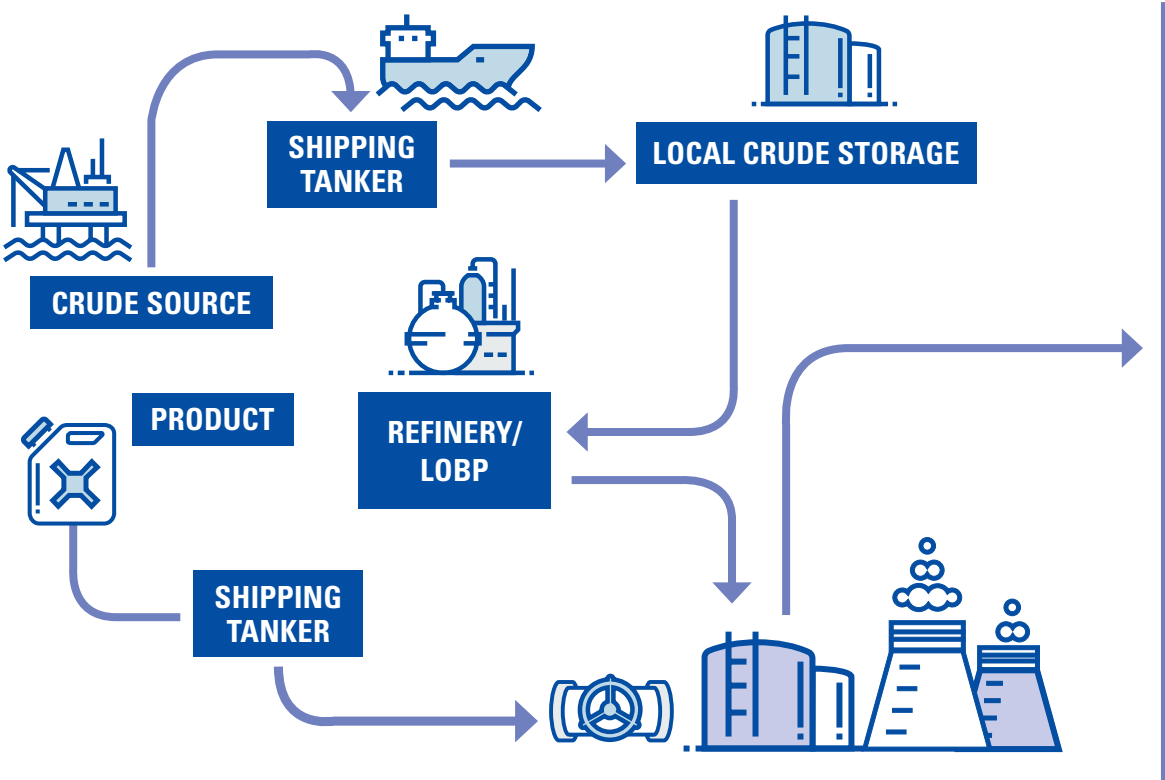 SHIPPING
TANKER
LOCAL CRUDE STORAGE
CRUDE SOURCE
PRODUCT
REFINERY/
LOBP
SHIPPING
TANKER